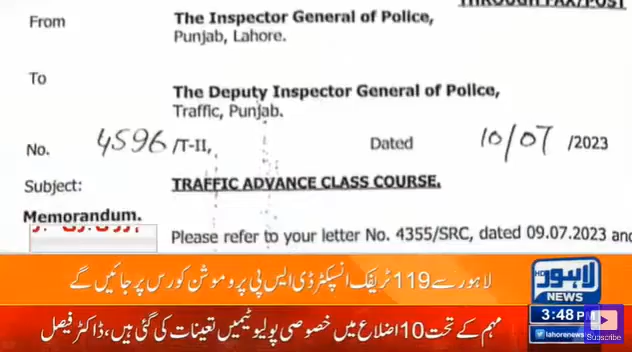 THROUGH FAX/POST
From The Inspector General of Police,
Punjab, Lahore.
To The Deputy Inspector General of Police,
Traffic, Punjab.
No. 4596/T-II, Dated 10/07/2023
Subject: TRAFFIC ADVANCE CLASS COURSE.
Memorandum.
Please refer to your letter No. 4355/SRC, dated 09.07.2023 and
لاہور سے 119 ٹریفک انسپکٹر ڈی ایس پی پروموشن کورس پر جائیں گے
مہم کے تحت 10 اضلاع میں خصوصی پولیو ٹیمیں تعینات کی گئی ہیں، ڈاکٹر فیصل
HD لاہور
NEWS
3:48 PM
lahorenews
Subscribe